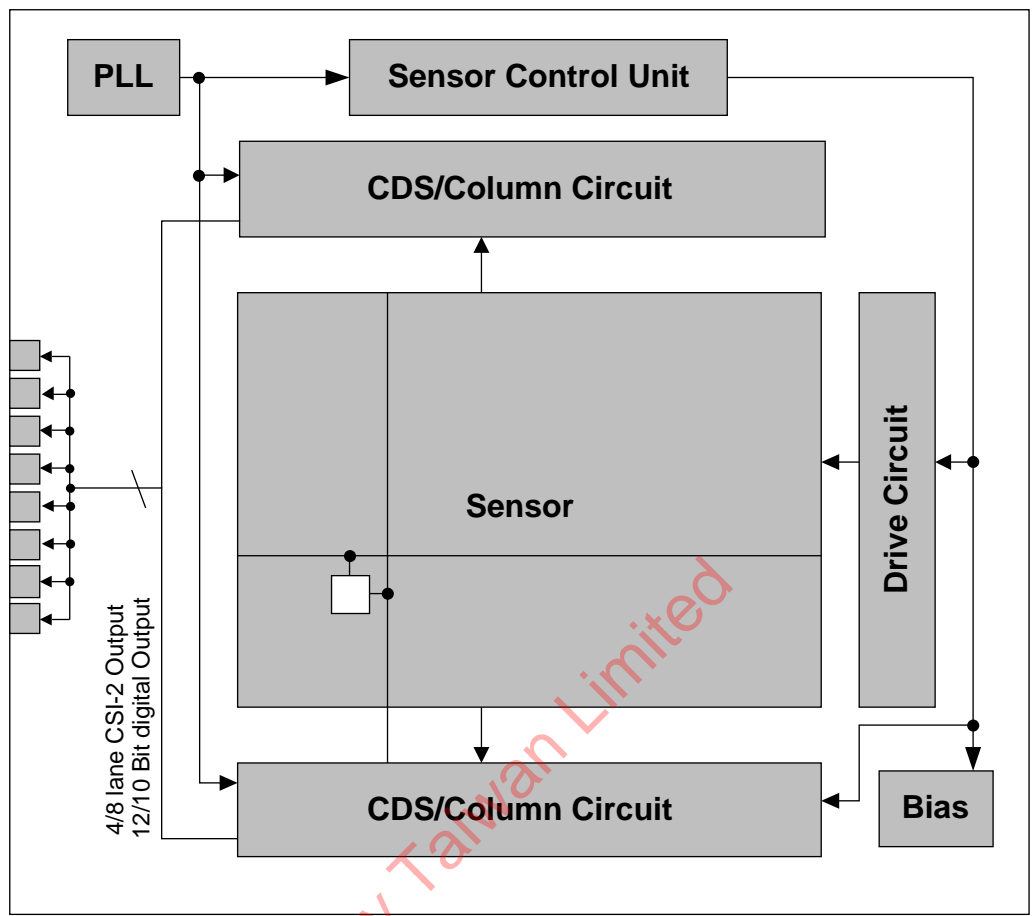 PLL
Sensor Control Unit
CDS/Column Circuit
Sensor
Drive Circuit
4/8 lane CSI-2 Output
12/10 Bit digital Output
CDS/Column Circuit
Bias
Taiwan Limited